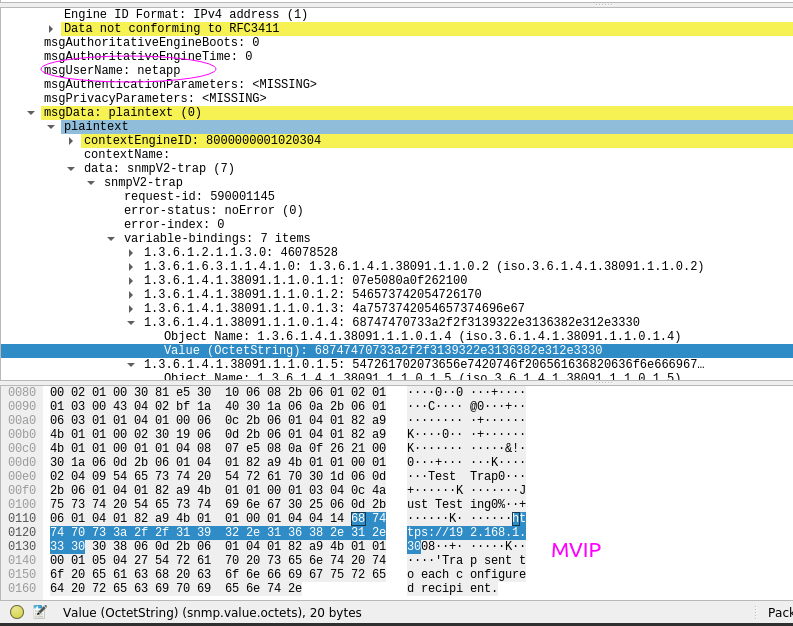 Engine ID Format: IPv4 address (1)
Data not conforming to RFC3411
msgAuthoritativeEngineBoots: 0
msgAuthoritativeEngineTime: 0
msgUserName: netapp
msgAuthenticationParameters: <MISSING>
msgPrivacyParameters: <MISSING>
msgData: plaintext (0)
plaintext
contextEngineID: 8000000001020304
contextName:
data: snmpV2-trap (7)
snmpV2-trap
request-id: 590001145
error-status: noError (0)
error-index: 0
variable-bindings: 7 items
1.3.6.1.2.1.1.3.0: 46078528
1.3.6.1.6.3.1.1.4.1.0: 1.3.6.1.4.1.38091.1.1.0.2 (iso.3.6.1.4.1.38091.1.1.0.2)
1.3.6.1.4.1.38091.1.1.0.1.1: 07e5080a0f262100
1.3.6.1.4.1.38091.1.1.0.1.2: 546573742054726170
1.3.6.1.4.1.38091.1.1.0.1.3: 4a7573742054657374696e67
1.3.6.1.4.1.38091.1.1.0.1.4: 68747470733a2f2f3139322e3136382e312e3330
Object Name: 1.3.6.1.4.1.38091.1.1.0.1.4 (iso.3.6.1.4.1.38091.1.1.0.1.4)
Value (OctetString): 68747470733a2f2f3139322e3136382e312e3330
1.3.6.1.4.1.38091.1.1.0.1.5: 547261702073656e7420746f206561636820636f6e666967…
Object Name: 1.3.6.1.4.1.38091.1.1.0.1.5 (iso.3.6.1.4.1.38091.1.1.0.1.5)
0080 00 02 01 00 30 81 e5 30 10 06 08 2b 06 01 02 01 ····0··0 ···+····
0090 01 03 00 43 04 02 bf 1a 40 30 1a 06 0a 2b 06 01 ···C···· @0···+··
00a0 06 03 01 01 04 01 00 06 0c 2b 06 01 04 01 82 a9 ········ ·+······
00b0 4b 01 01 00 02 30 19 06 0d 2b 06 01 04 01 82 a9 K····0·· ·+······
00c0 4b 01 01 00 01 01 04 08 07 e5 08 0a 0f 26 21 00 K······· ·····&!·
00d0 30 1a 06 0d 2b 06 01 04 01 82 a9 4b 01 01 00 01 0···+··· ···K····
00e0 02 04 09 54 65 73 74 20 54 72 61 70 30 1d 06 0d ···Test Trap0···
00f0 2b 06 01 04 01 82 a9 4b 01 01 00 01 03 04 0c 4a +······K ·······J
0100 75 73 74 20 54 65 73 74 69 6e 67 30 25 06 0d 2b ust Test ing0%··+
0110 06 01 04 01 82 a9 4b 01 01 00 01 04 04 14 68 74 ······K· ······ht
0120 74 70 73 3a 2f 2f 31 39 32 2e 31 36 38 2e 31 2e tps://19 2.168.1.
0130 33 30 30 38 06 0d 2b 06 01 04 01 82 a9 4b 01 01 3008··+· ·····K··
0140 00 01 05 04 27 54 72 61 70 20 73 65 6e 74 20 74 ····'Tra p sent t
0150 6f 20 65 61 63 68 20 63 6f 6e 66 69 67 75 72 65 o each c onfigure
0160 64 20 72 65 63 69 70 69 65 6e 74 2e d recipi ent.
MVIP
Value (OctetString) (snmp.value.octets), 20 bytes
Pack